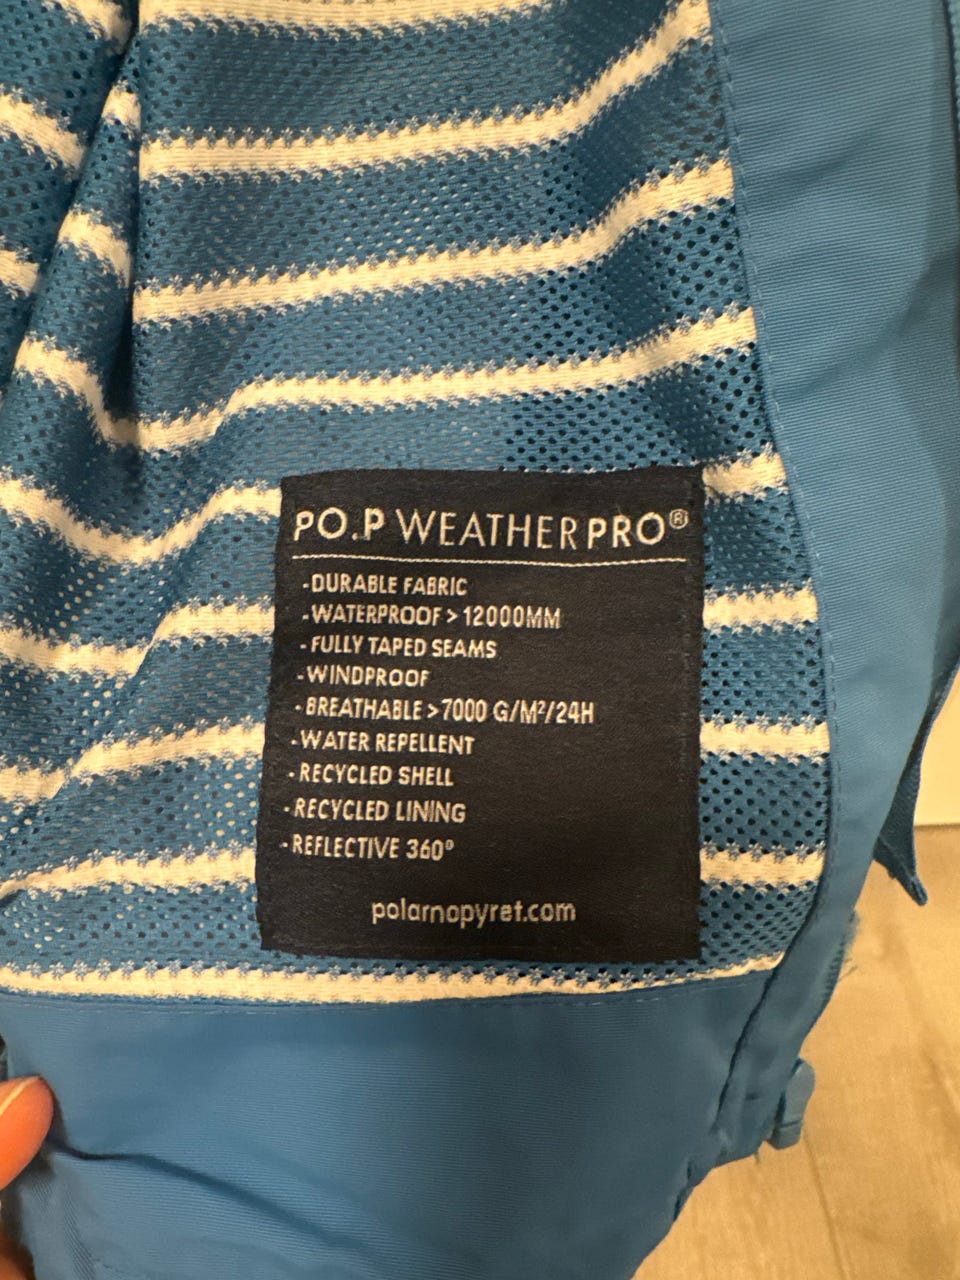 PO.P WEATHERPRO®
-DURABLE FABRIC
-WATERPROOF > 12000MM
-FULLY TAPED SEAMS
-WINDPROOF
-BREATHABLE > 7000 G/M²/24H
-WATER REPELLENT
-RECYCLED SHELL
-RECYCLED LINING
-REFLECTIVE 360°
polarnopyret.com